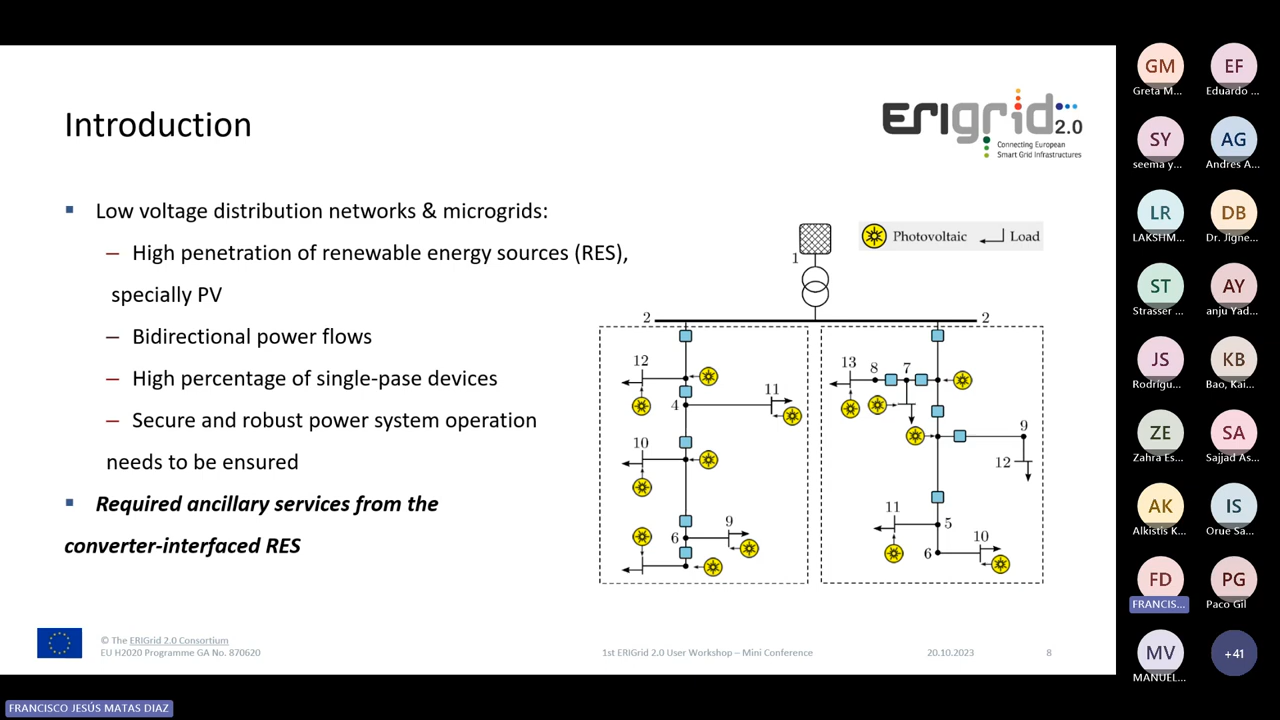 Introduction
ERIgrid 2.0
Connecting European
Smart Grid Infrastructures
Low voltage distribution networks & microgrids:
– High penetration of renewable energy sources (RES),
specially PV
– Bidirectional power flows
– High percentage of single-pase devices
– Secure and robust power system operation
needs to be ensured
Required ancillary services from the
converter-interfaced RES
Photovoltaic
Load
1
2
2
12
4
11
10
6
9
13
8
7
9
12
11
5
6
10
© The ERIGrid 2.0 Consortium
EU H2020 Programme GA No. 870620
1st ERIGrid 2.0 User Workshop – Mini Conference
20.10.2023
8
GM
Greta M...
EF
Eduardo ...
SY
seema y...
AG
Andres A...
LR
LAKSHM...
DB
Dr. Jigne...
ST
Strasser ...
AY
anju Yad...
JS
Rodrigu...
KB
Bao, Kai...
ZE
Zahra Es...
SA
Sajjad As...
AK
Alkistis K...
IS
Orue Sa...
FD
FRANCIS...
PG
Paco Gil
MV
MANUEL...
+41
FRANCISCO JESÚS MATAS DIAZ